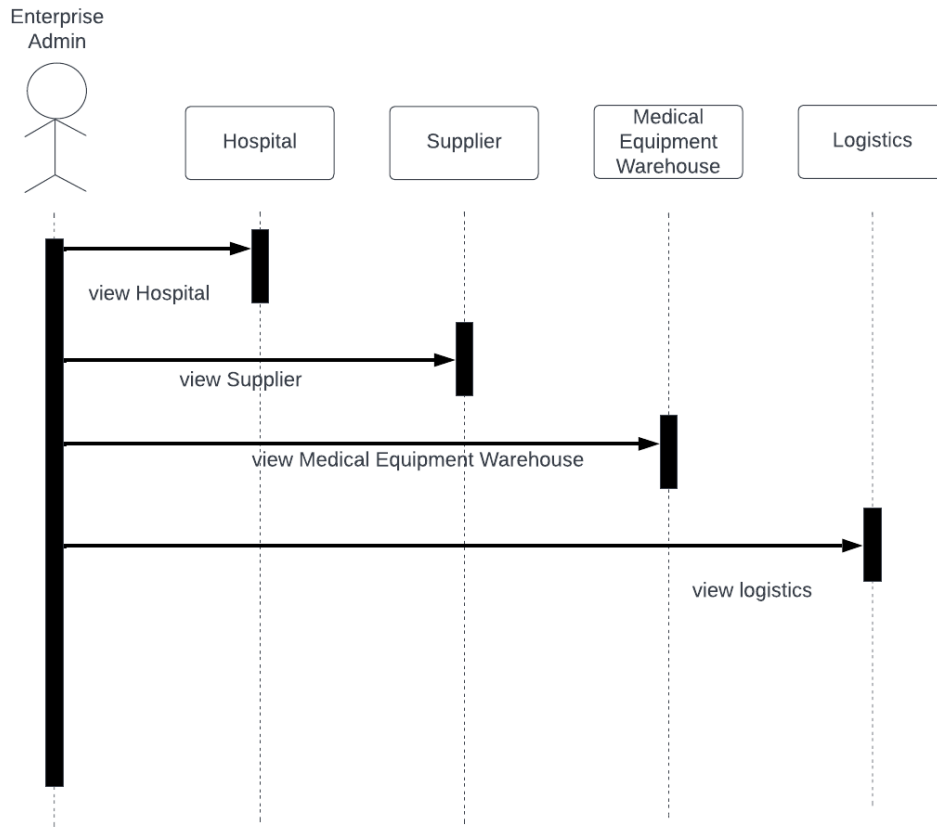 Enterprise
Admin
Hospital
Supplier
Medical
Equipment
Warehouse
Logistics
view Hospital
view Supplier
view Medical Equipment Warehouse
view logistics